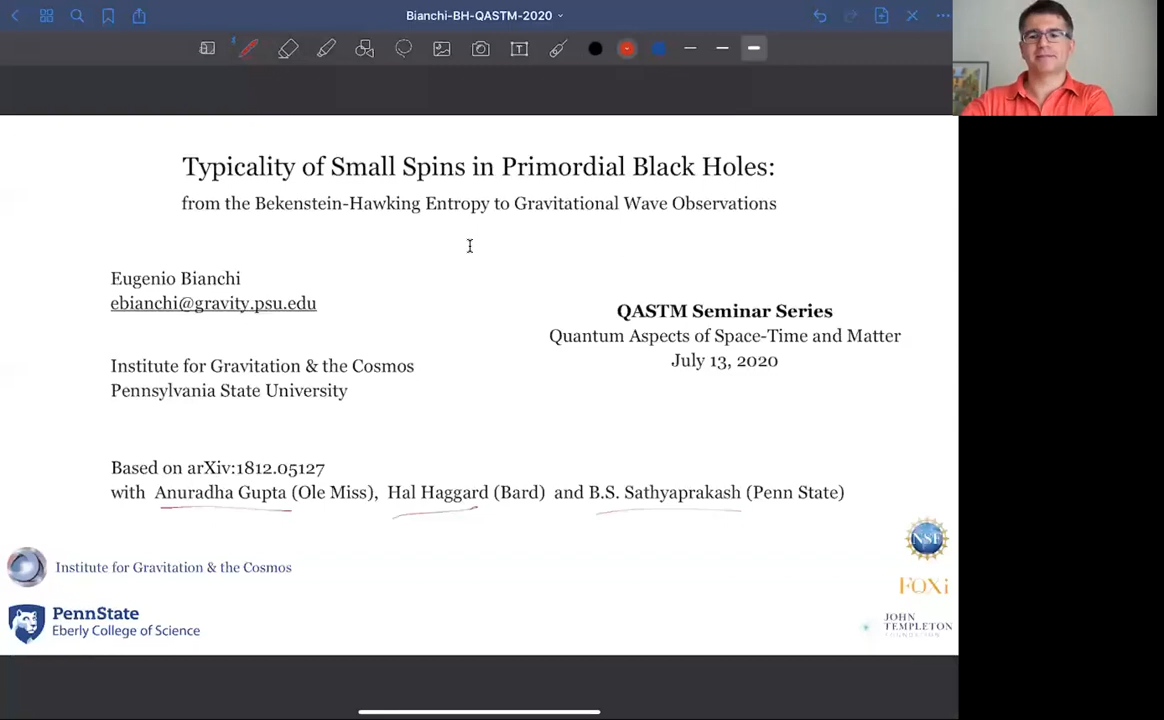 Bianchi-BH-QASTM-2020
Typicality of Small Spins in Primordial Black Holes:
from the Bekenstein-Hawking Entropy to Gravitational Wave Observations
Eugenio Bianchi
ebianchi@gravity.psu.edu
QASTM Seminar Series
Quantum Aspects of Space-Time and Matter
July 13, 2020
Institute for Gravitation & the Cosmos
Pennsylvania State University
Based on arXiv:1812.05127
with Anuradha Gupta (Ole Miss), Hal Haggard (Bard) and B.S. Sathyaprakash (Penn State)
NSF
Institute for Gravitation & the Cosmos
FQXi
PennState
Eberly College of Science
JOHN
TEMPLETON
FOUNDATION